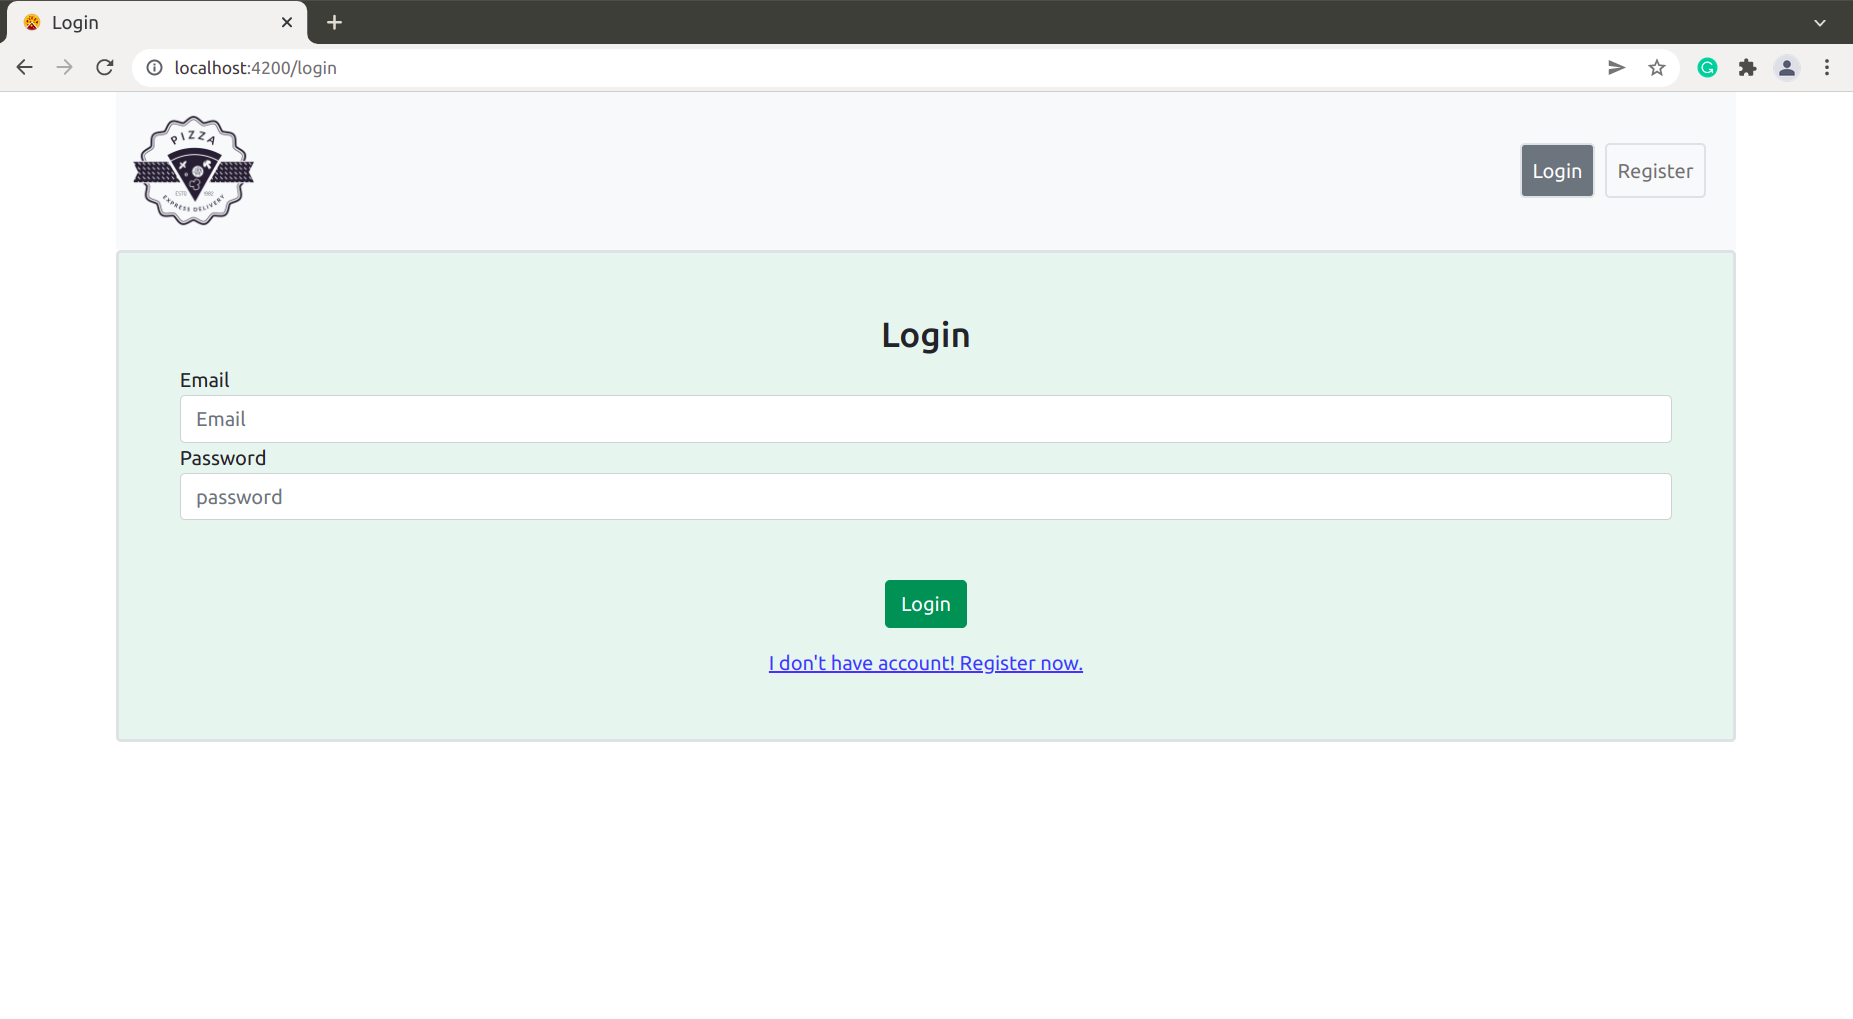 Login
localhost:4200/login
PIZZA
ESTD 1982
EXPRESS DELIVERY
Login
Register
Login
Email
Email
Password
password
Login
I don't have account! Register now.